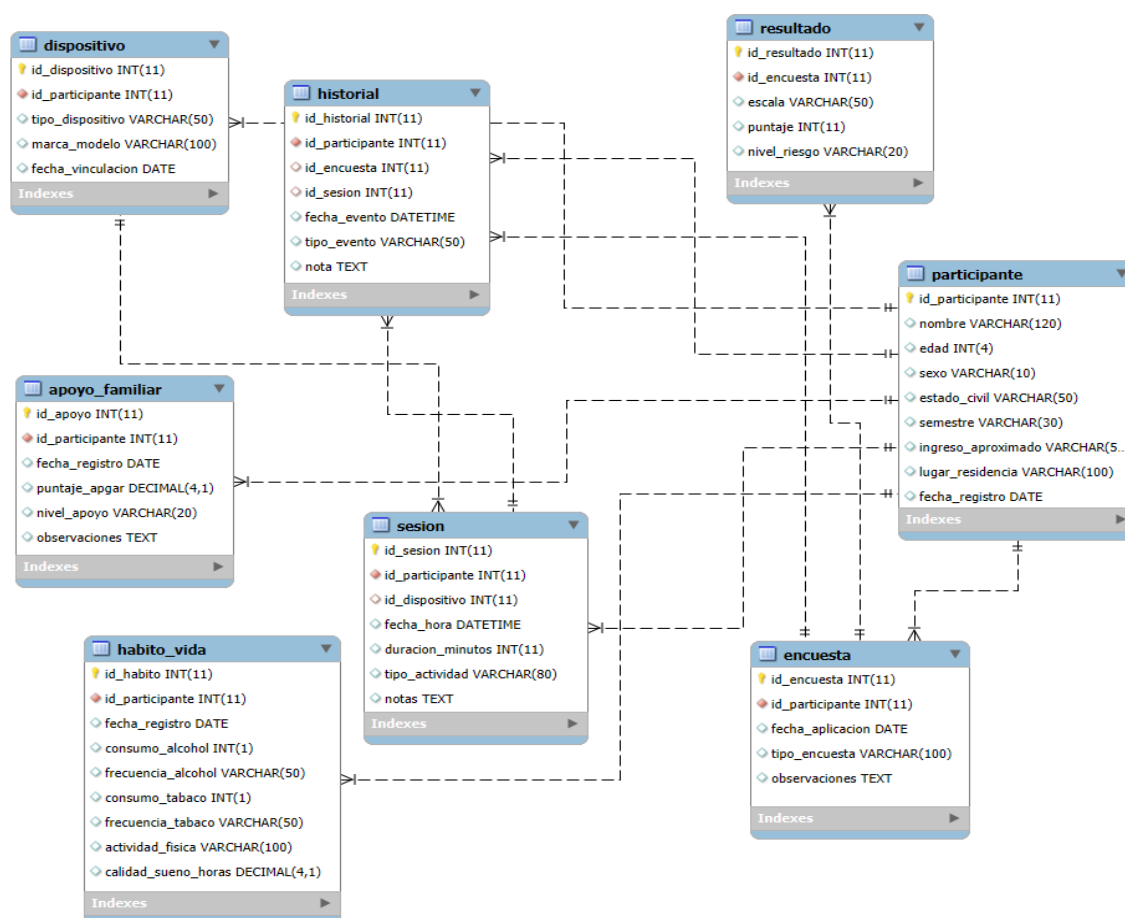 dispositivo
id_dispositivo INT(11)
id_participante INT(11)
tipo_dispositivo VARCHAR(50)
marca_modelo VARCHAR(100)
fecha_vinculacion DATE
Indexes
historial
id_historial INT(11)
id_participante INT(11)
id_encuesta INT(11)
id_sesion INT(11)
fecha_evento DATETIME
tipo_evento VARCHAR(50)
nota TEXT
Indexes
resultado
id_resultado INT(11)
id_encuesta INT(11)
escala VARCHAR(50)
puntaje INT(11)
nivel_riesgo VARCHAR(20)
Indexes
participante
id_participante INT(11)
nombre VARCHAR(120)
edad INT(4)
sexo VARCHAR(10)
estado_civil VARCHAR(50)
semestre VARCHAR(30)
ingreso_aproximado VARCHAR(5...
lugar_residencia VARCHAR(100)
fecha_registro DATE
Indexes
apoyo_familiar
id_apoyo INT(11)
id_participante INT(11)
fecha_registro DATE
puntaje_apgar DECIMAL(4,1)
nivel_apoyo VARCHAR(20)
observaciones TEXT
Indexes
sesion
id_sesion INT(11)
id_participante INT(11)
id_dispositivo INT(11)
fecha_hora DATETIME
duracion_minutos INT(11)
tipo_actividad VARCHAR(80)
notas TEXT
Indexes
habito_vida
id_habito INT(11)
id_participante INT(11)
fecha_registro DATE
consumo_alcohol INT(1)
frecuencia_alcohol VARCHAR(50)
consumo_tabaco INT(1)
frecuencia_tabaco VARCHAR(50)
actividad_fisica VARCHAR(100)
calidad_sueno_horas DECIMAL(4,1)
Indexes
encuesta
id_encuesta INT(11)
id_participante INT(11)
fecha_aplicacion DATE
tipo_encuesta VARCHAR(100)
observaciones TEXT
Indexes